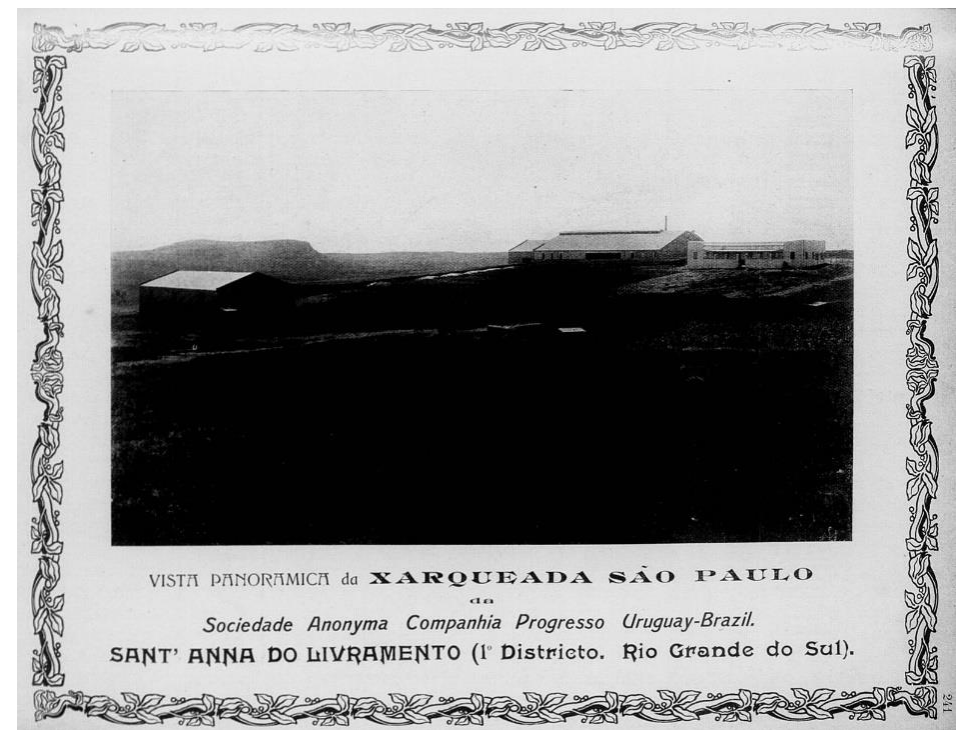 VISTA PANORAMICA da XARQUEADA SÃO PAULO
da
Sociedade Anonyma Companhia Progresso Uruguay-Brazil.
SANT' ANNA DO LIVRAMENTO (1º Districto. Rio Grande do Sul).
241